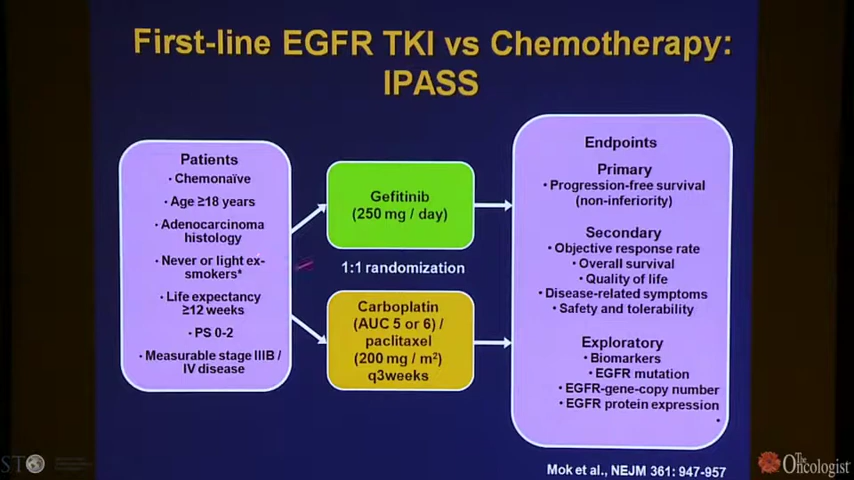 First-line EGFR TKI vs Chemotherapy:
IPASS
Patients
· Chemonaïve
· Age ≥18 years
· Adenocarcinoma
histology
· Never or light ex-
smokers*
· Life expectancy
≥12 weeks
· PS 0-2
· Measurable stage IIIB /
IV disease
Gefitinib
(250 mg / day)
1:1 randomization
Carboplatin
(AUC 5 or 6) /
paclitaxel
(200 mg / m²)
q3weeks
Endpoints
Primary
· Progression-free survival
(non-inferiority)
Secondary
· Objective response rate
· Overall survival
· Quality of life
· Disease-related symptoms
· Safety and tolerability
Exploratory
· Biomarkers
· EGFR mutation
· EGFR-gene-copy number
· EGFR protein expression
·
Mok et al., NEJM 361: 947-957
STO
The
Oncologist